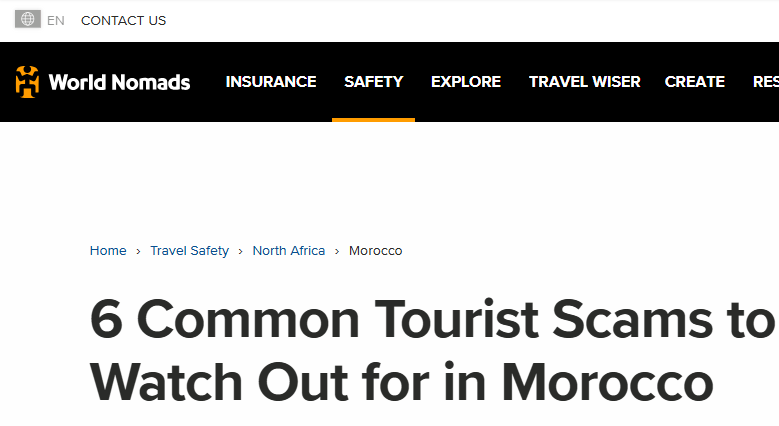 EN CONTACT US
World Nomads INSURANCE SAFETY EXPLORE TRAVEL WISER CREATE RES
Home › Travel Safety › North Africa › Morocco
6 Common Tourist Scams to
Watch Out for in Morocco